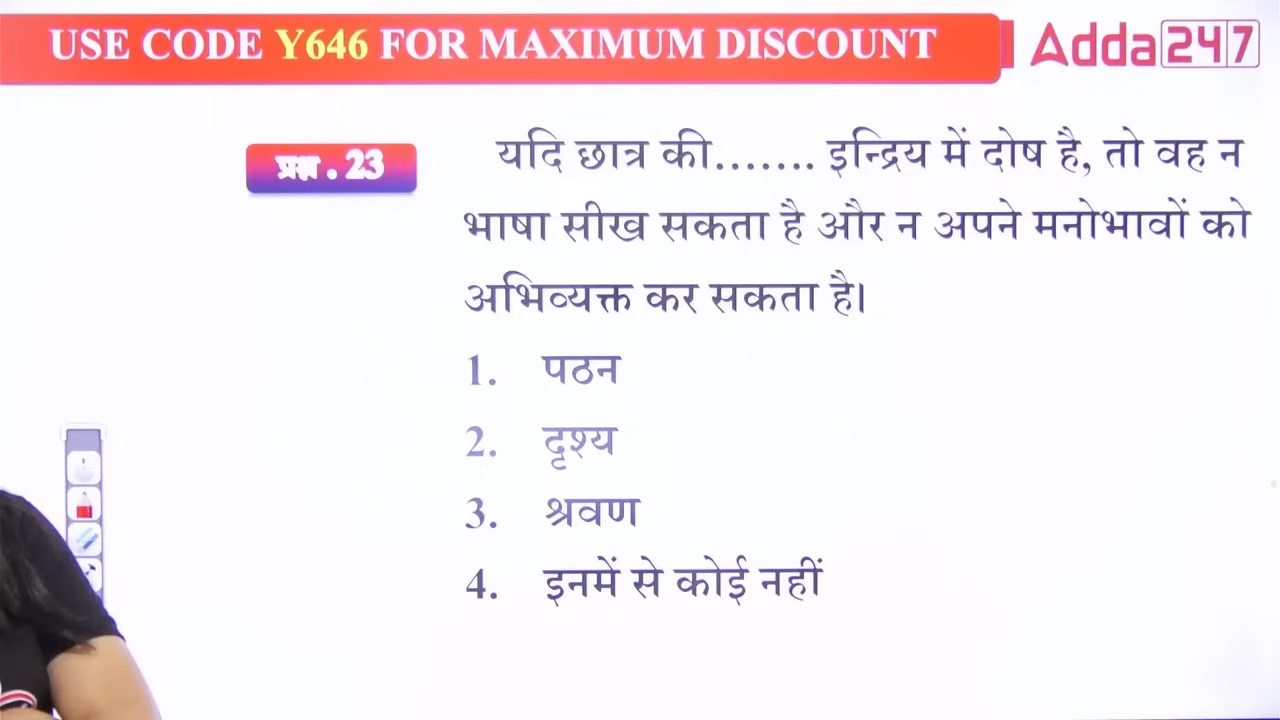 USE CODE Y646 FOR MAXIMUM DISCOUNT
Adda247
प्रश्न . 23
यदि छात्र की....... इन्द्रिय में दोष है, तो वह न
भाषा सीख सकता है और न अपने मनोभावों को
अभिव्यक्त कर सकता है।
1. पठन
2. दृश्य
3. श्रवण
4. इनमें से कोई नहीं